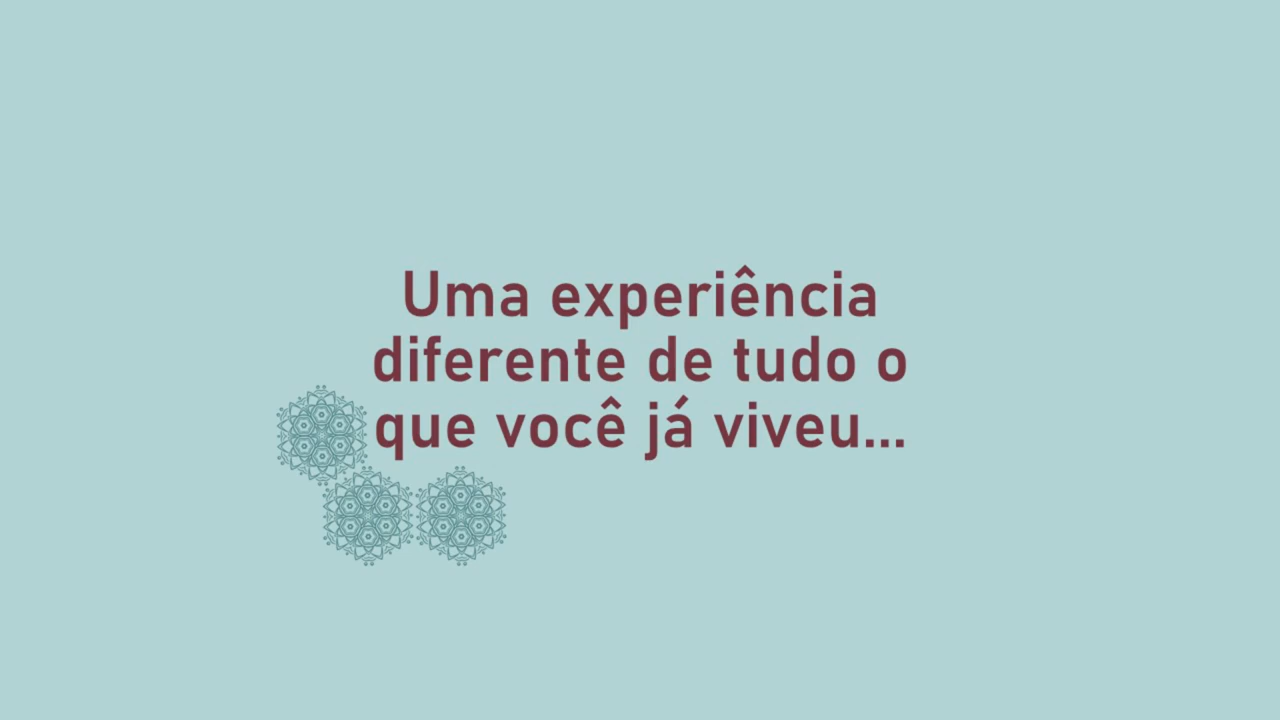 Uma experiência
diferente de tudo o
que você já viveu...